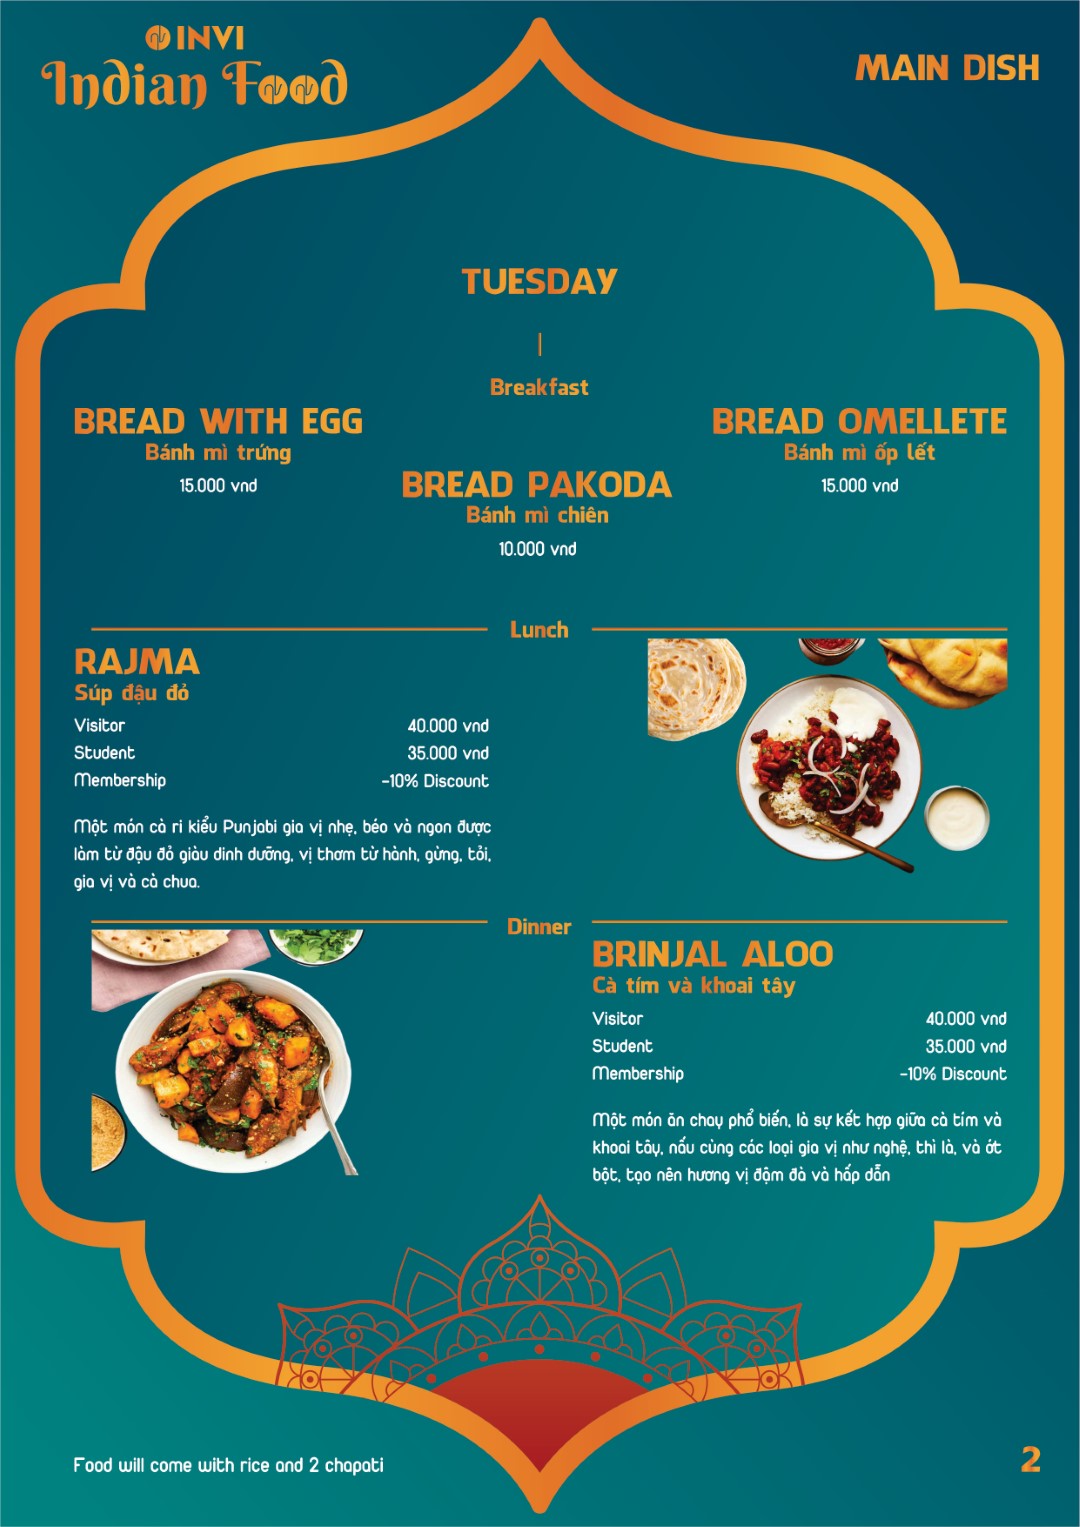 INVI
Indian Food
MAIN DISH
TUESDAY
Breakfast
BREAD WITH EGG
Bánh mì trứng
15.000 vnd
BREAD PAKODA
Bánh mì chiên
10.000 vnd
BREAD OMELLETE
Bánh mì ốp lết
15.000 vnd
Lunch
RAJMA
Súp đậu đỏ
Visitor 40.000 vnd
Student 35.000 vnd
Membership -10% Discount
Một món cà ri kiểu Punjabi gia vị nhẹ, béo và ngon được
làm từ đậu đỏ giàu dinh dưỡng, vị thơm từ hành, gừng, tỏi,
gia vị và cà chua.
Dinner
BRINJAL ALOO
Cà tím và khoai tây
Visitor 40.000 vnd
Student 35.000 vnd
Membership -10% Discount
Một món ăn chay phổ biến, là sự kết hợp giữa cà tím và
khoai tây, nấu cùng các loại gia vị như nghệ, thì là, và ớt
bột, tạo nên hương vị đậm đà và hấp dẫn
Food will come with rice and 2 chapati
2